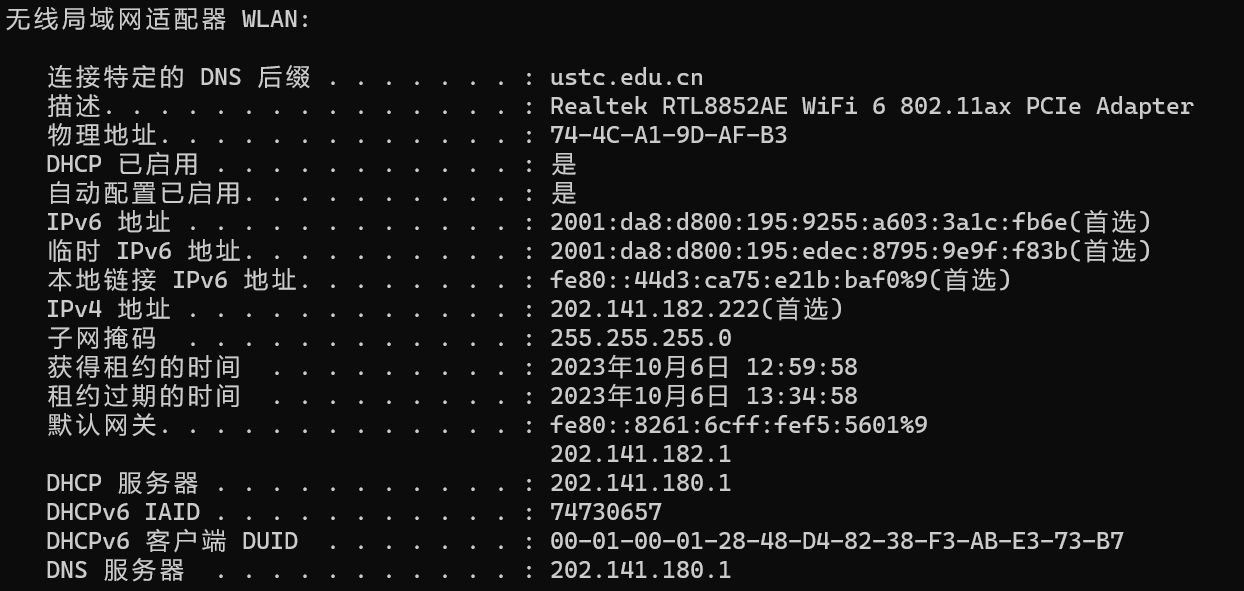 无线局域网适配器 WLAN:
连接特定的 DNS 后缀 . . . . . . . : ustc.edu.cn
描述. . . . . . . . . . . . . . . : Realtek RTL8852AE WiFi 6 802.11ax PCIe Adapter
物理地址. . . . . . . . . . . . . : 74-4C-A1-9D-AF-B3
DHCP 已启用 . . . . . . . . . . . : 是
自动配置已启用. . . . . . . . . . : 是
IPv6 地址 . . . . . . . . . . . . : 2001:da8:d800:195:9255:a603:3a1c:fb6e(首选)
临时 IPv6 地址. . . . . . . . . . : 2001:da8:d800:195:edec:8795:9e9f:f83b(首选)
本地链接 IPv6 地址. . . . . . . . : fe80::44d3:ca75:e21b:baf0%9(首选)
IPv4 地址 . . . . . . . . . . . . : 202.141.182.222(首选)
子网掩码  . . . . . . . . . . . . : 255.255.255.0
获得租约的时间  . . . . . . . . . : 2023年10月6日 12:59:58
租约过期的时间  . . . . . . . . . : 2023年10月6日 13:34:58
默认网关. . . . . . . . . . . . . : fe80::8261:6cff:fef5:5601%9
202.141.182.1
DHCP 服务器 . . . . . . . . . . . : 202.141.180.1
DHCPv6 IAID . . . . . . . . . . . : 74730657
DHCPv6 客户端 DUID  . . . . . . . : 00-01-00-01-28-48-D4-82-38-F3-AB-E3-73-B7
DNS 服务器  . . . . . . . . . . . : 202.141.180.1